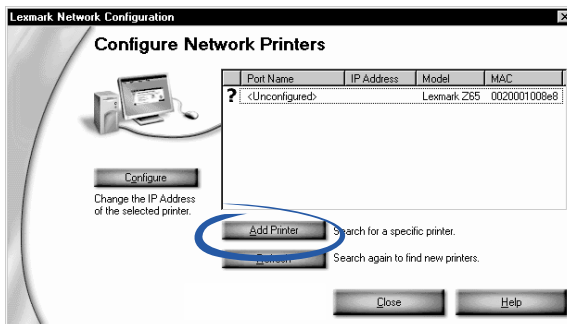 Lexmark Network Configuration
Configure Network Printers
Port Name IP Address Model MAC
? <Unconfigured> Lexmark Z65 0020001008e8
Configure
Change the IP Address
of the selected printer.
Add Printer Search for a specific printer.
Refresh Search again to find new printers.
Close Help